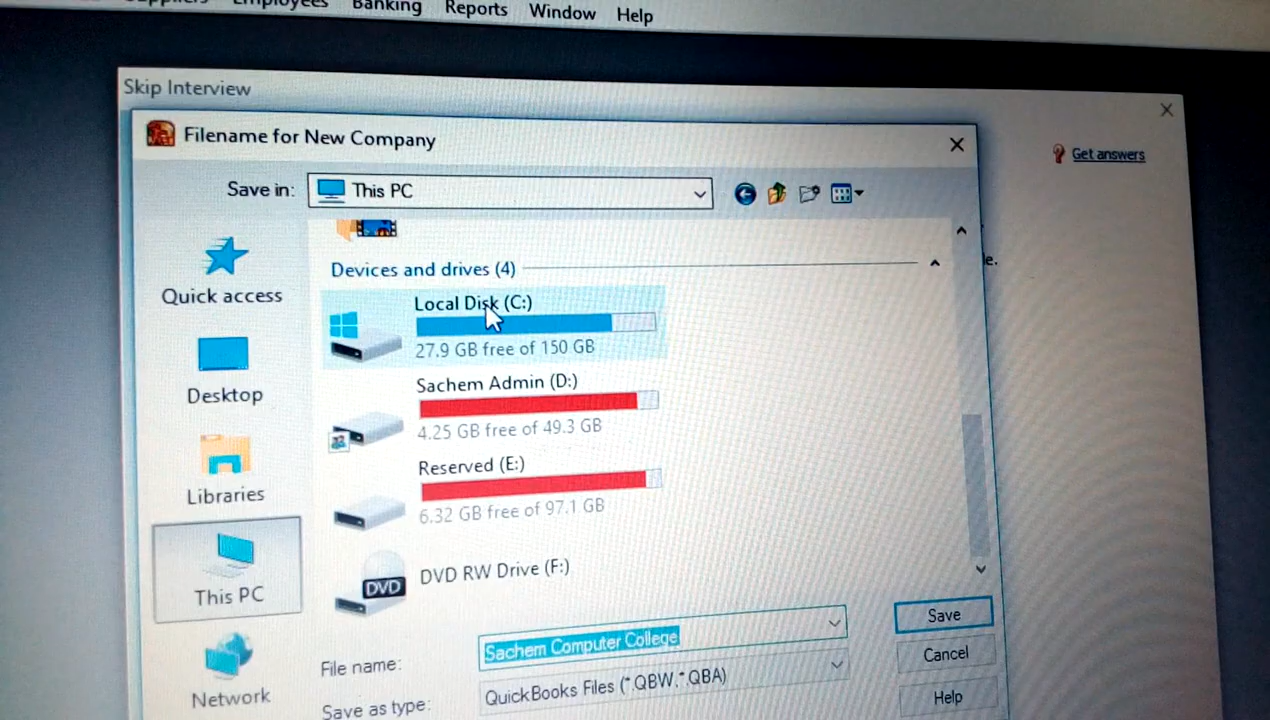 Suppliers Employees Banking Reports Window Help
Skip Interview
Filename for New Company
Get answers
Save in: This PC
Devices and drives (4)
e.
Quick access
Local Disk (C:)
27.9 GB free of 150 GB
Desktop
Sachem Admin (D:)
4.25 GB free of 49.3 GB
Libraries
Reserved (E:)
6.32 GB free of 97.1 GB
This PC
DVD RW Drive (F:)
DVD
Network
File name: Sachem Computer College
Save
Save as type: QuickBooks Files (*.QBW,*.QBA)
Cancel
Help